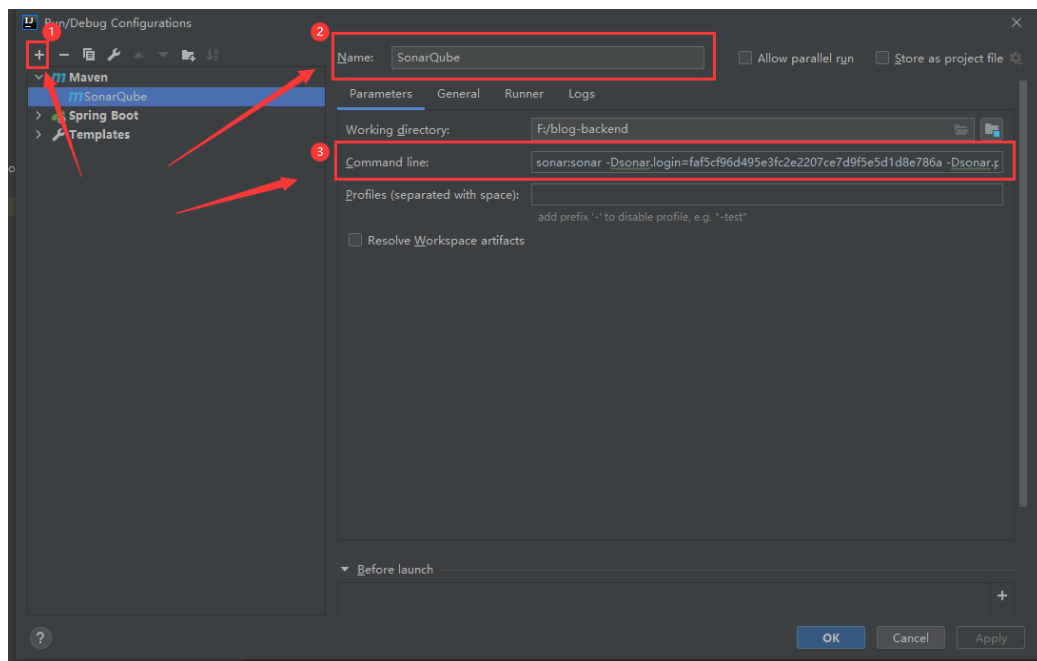 Run/Debug Configurations
1
2
Name: SonarQube
Allow parallel run
Store as project file
Maven
SonarQube
Spring Boot
Templates
Parameters General Runner Logs
Working directory: F:/blog-backend
3
Command line: sonar:sonar -Dsonar.login=faf5cf96d495e3fc2e2207ce7d9f5e5d1d8e786a -Dsonar.p
Profiles (separated with space):
add prefix '-' to disable profile, e.g. "-test"
Resolve Workspace artifacts
Before launch
OK Cancel Apply